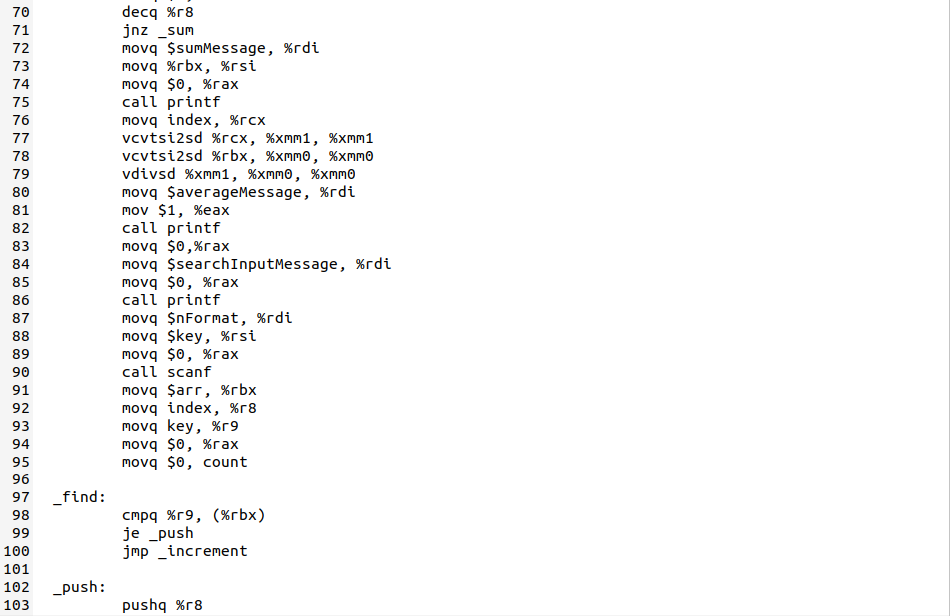 70 decq %r8
71 jnz _sum
72 movq $sumMessage, %rdi
73 movq %rbx, %rsi
74 movq $0, %rax
75 call printf
76 movq index, %rcx
77 vcvtsi2sd %rcx, %xmm1, %xmm1
78 vcvtsi2sd %rbx, %xmm0, %xmm0
79 vdivsd %xmm1, %xmm0, %xmm0
80 movq $averageMessage, %rdi
81 mov $1, %eax
82 call printf
83 movq $0,%rax
84 movq $searchInputMessage, %rdi
85 movq $0, %rax
86 call printf
87 movq $nFormat, %rdi
88 movq $key, %rsi
89 movq $0, %rax
90 call scanf
91 movq $arr, %rbx
92 movq index, %r8
93 movq key, %r9
94 movq $0, %rax
95 movq $0, count
96
97 _find:
98 cmpq %r9, (%rbx)
99 je _push
100 jmp _increment
101
102 _push:
103 pushq %r8